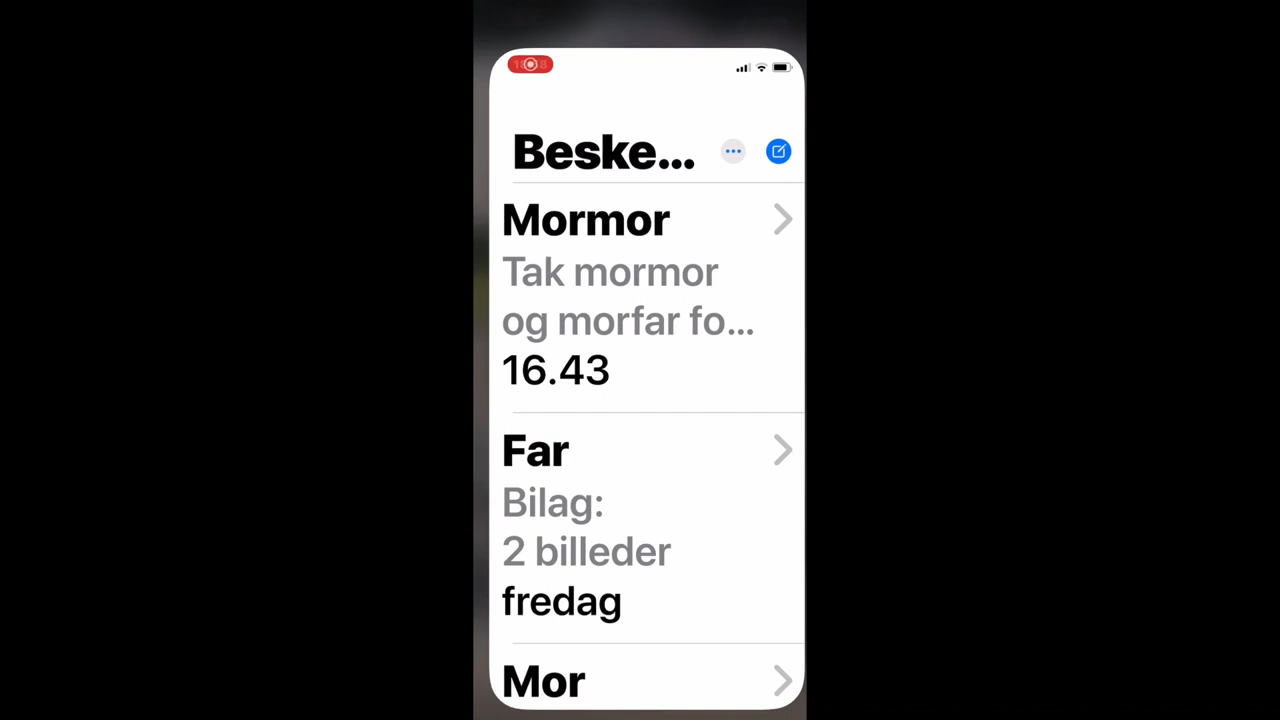 Beske...
Mormor
Tak mormor
og morfar fo...
16.43
Far
Bilag:
2 billeder
fredag
Mor